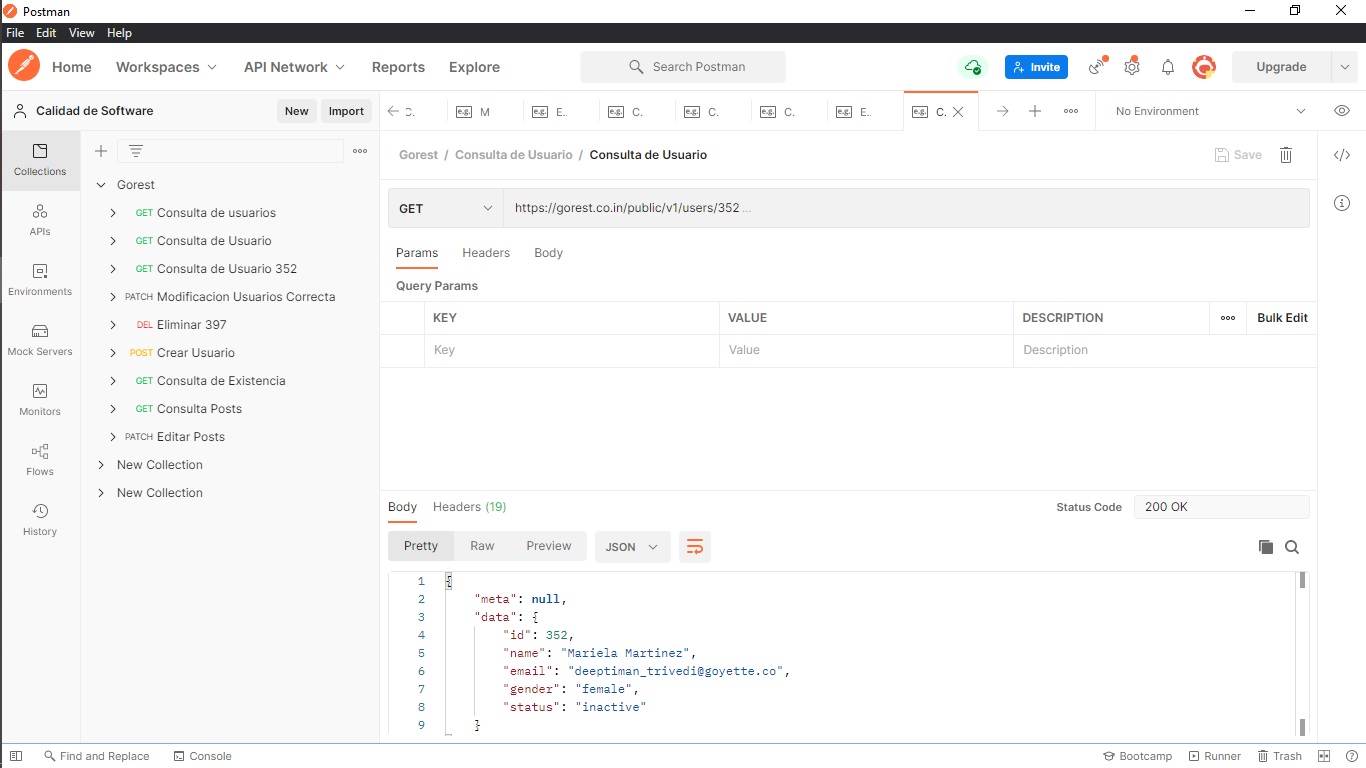 Postman
File Edit View Help
Home Workspaces API Network Reports Explore Search Postman Invite Upgrade
Calidad de Software New Import
C. e.g. M e.g. E.. e.g. C. e.g. C. e.g. C. e.g. E.. e.g. C. No Environment
Collections
APIs
Environments
Mock Servers
Monitors
Flows
History
Gorest
GET Consulta de usuarios
GET Consulta de Usuario
GET Consulta de Usuario 352
PATCH Modificacion Usuarios Correcta
DEL Eliminar 397
POST Crear Usuario
GET Consulta de Existencia
GET Consulta Posts
PATCH Editar Posts
New Collection
New Collection
Gorest / Consulta de Usuario / Consulta de Usuario Save
GET https://gorest.co.in/public/v1/users/352 ...
Params Headers Body
Query Params
KEY VALUE DESCRIPTION Bulk Edit
Key Value Description
Body Headers (19) Status Code 200 OK
Pretty Raw Preview JSON
1 {
2 "meta": null,
3 "data": {
4 "id": 352,
5 "name": "Mariela Martinez",
6 "email": "deeptiman_trivedi@goyette.co",
7 "gender": "female",
8 "status": "inactive"
9 }
Find and Replace Console Bootcamp Runner Trash